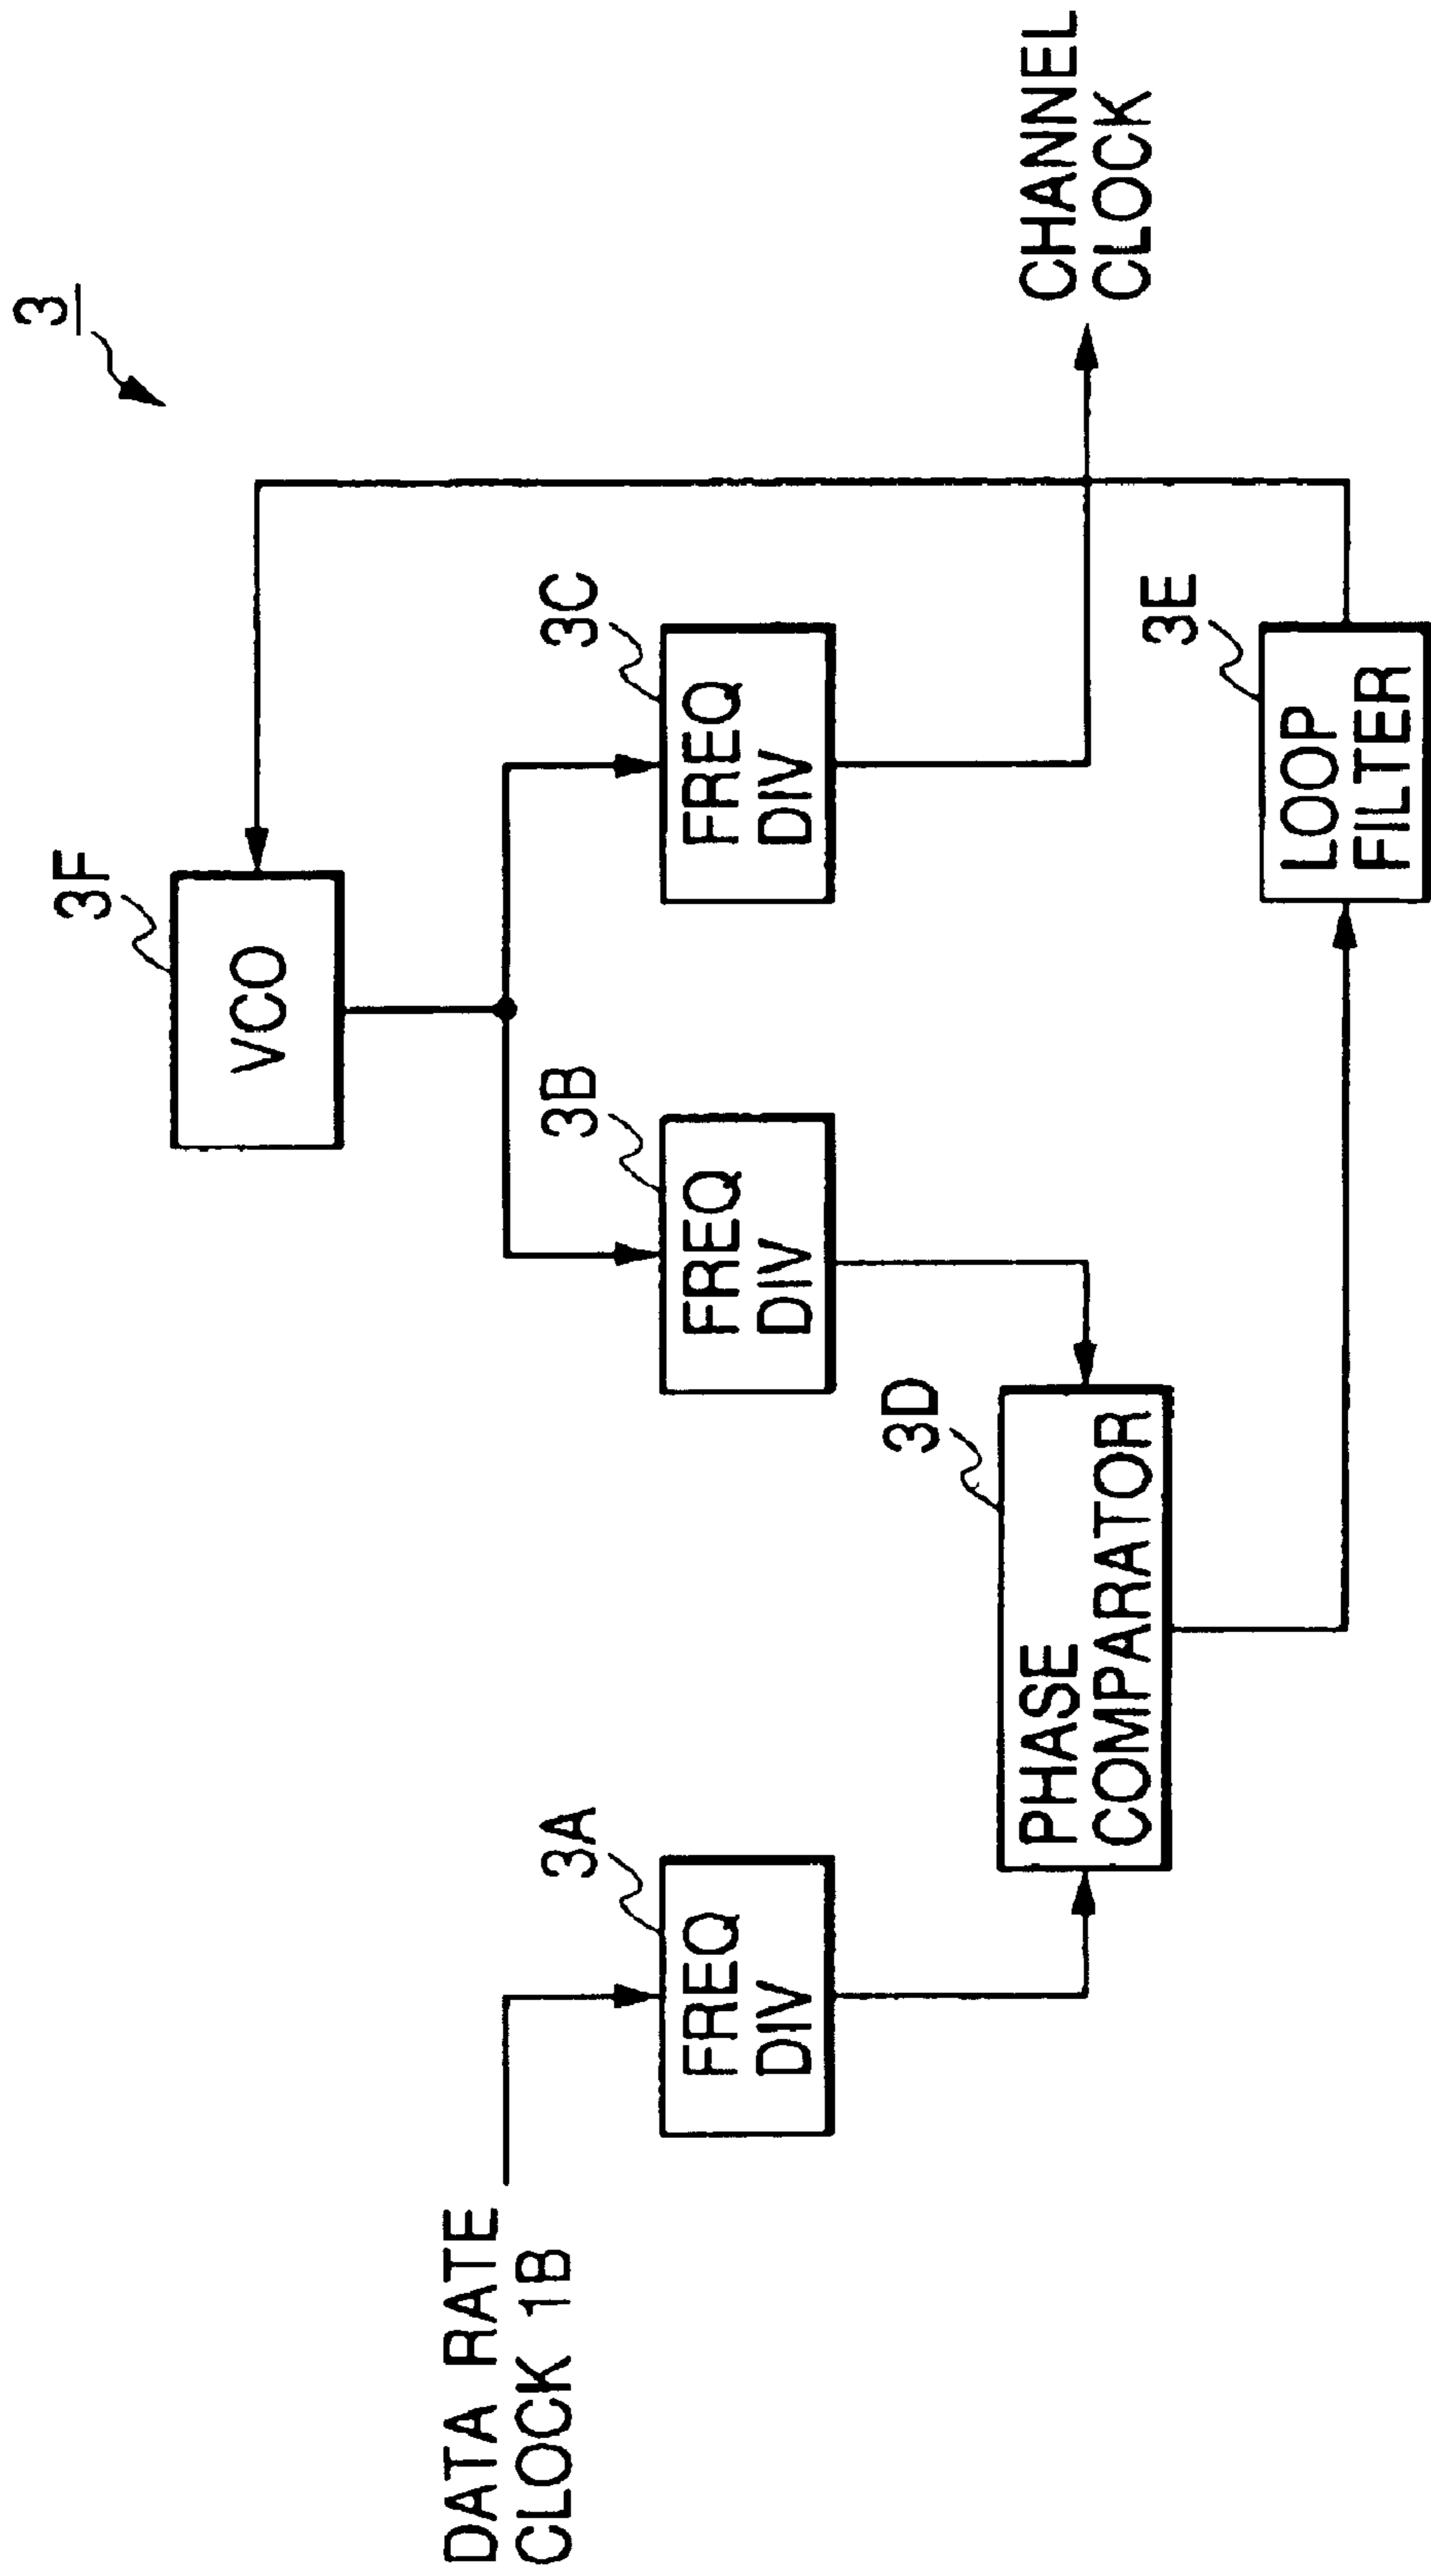 3
3F
VCO
3B
FREQ
DIV
3C
FREQ
DIV
DATA RATE
CLOCK 1B
3A
FREQ
DIV
3D
PHASE
COMPARATOR
CHANNEL
CLOCK
3E
LOOP
FILTER